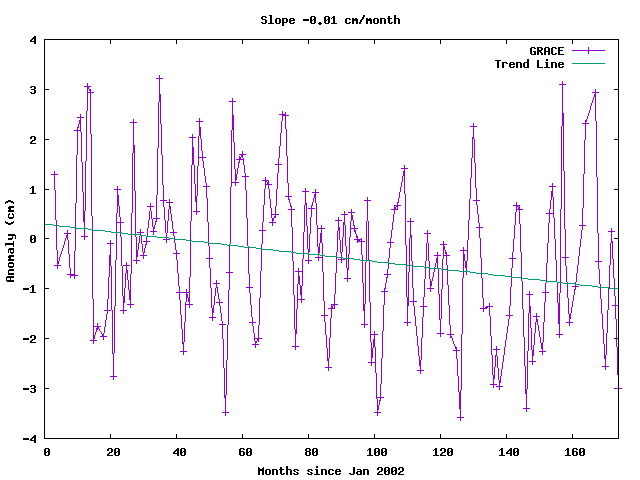 Slope -0.01 cm/month
GRACE
Trend Line
4
3
2
1
0
-1
-2
-3
-4
Anomaly (cm)
0 20 40 60 80 100 120 140 160
Months since Jan 2002